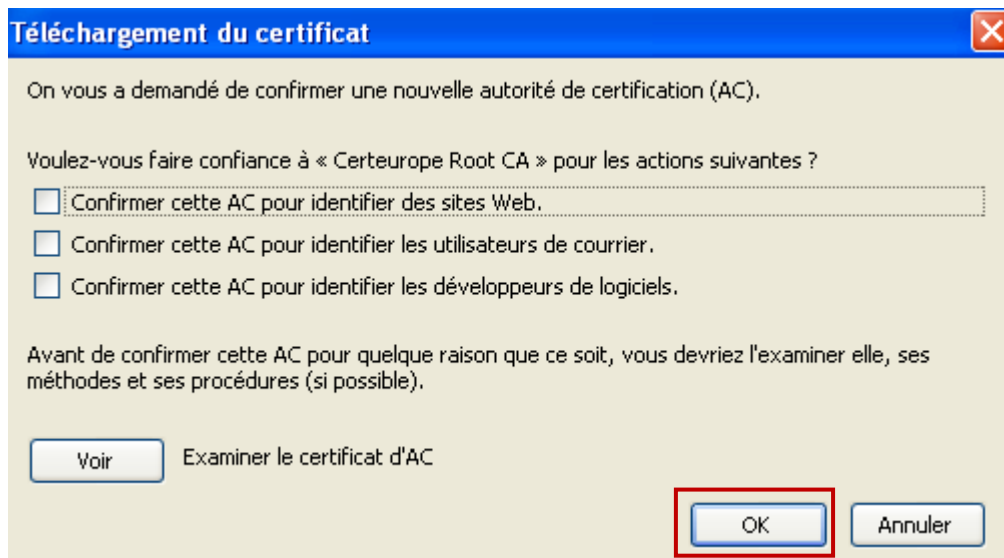 Téléchargement du certificat
On vous a demandé de confirmer une nouvelle autorité de certification (AC).
Voulez-vous faire confiance à « Certeurope Root CA » pour les actions suivantes ?
Confirmer cette AC pour identifier des sites Web.
Confirmer cette AC pour identifier les utilisateurs de courrier.
Confirmer cette AC pour identifier les développeurs de logiciels.
Avant de confirmer cette AC pour quelque raison que ce soit, vous devriez l'examiner elle, ses
méthodes et ses procédures (si possible).
Voir Examiner le certificat d'AC
OK Annuler